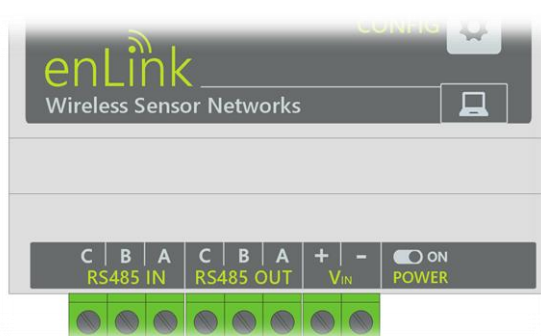 CONFIG
enLink
Wireless Sensor Networks
C B A C B A + - ON
RS485 IN RS485 OUT VIN POWER